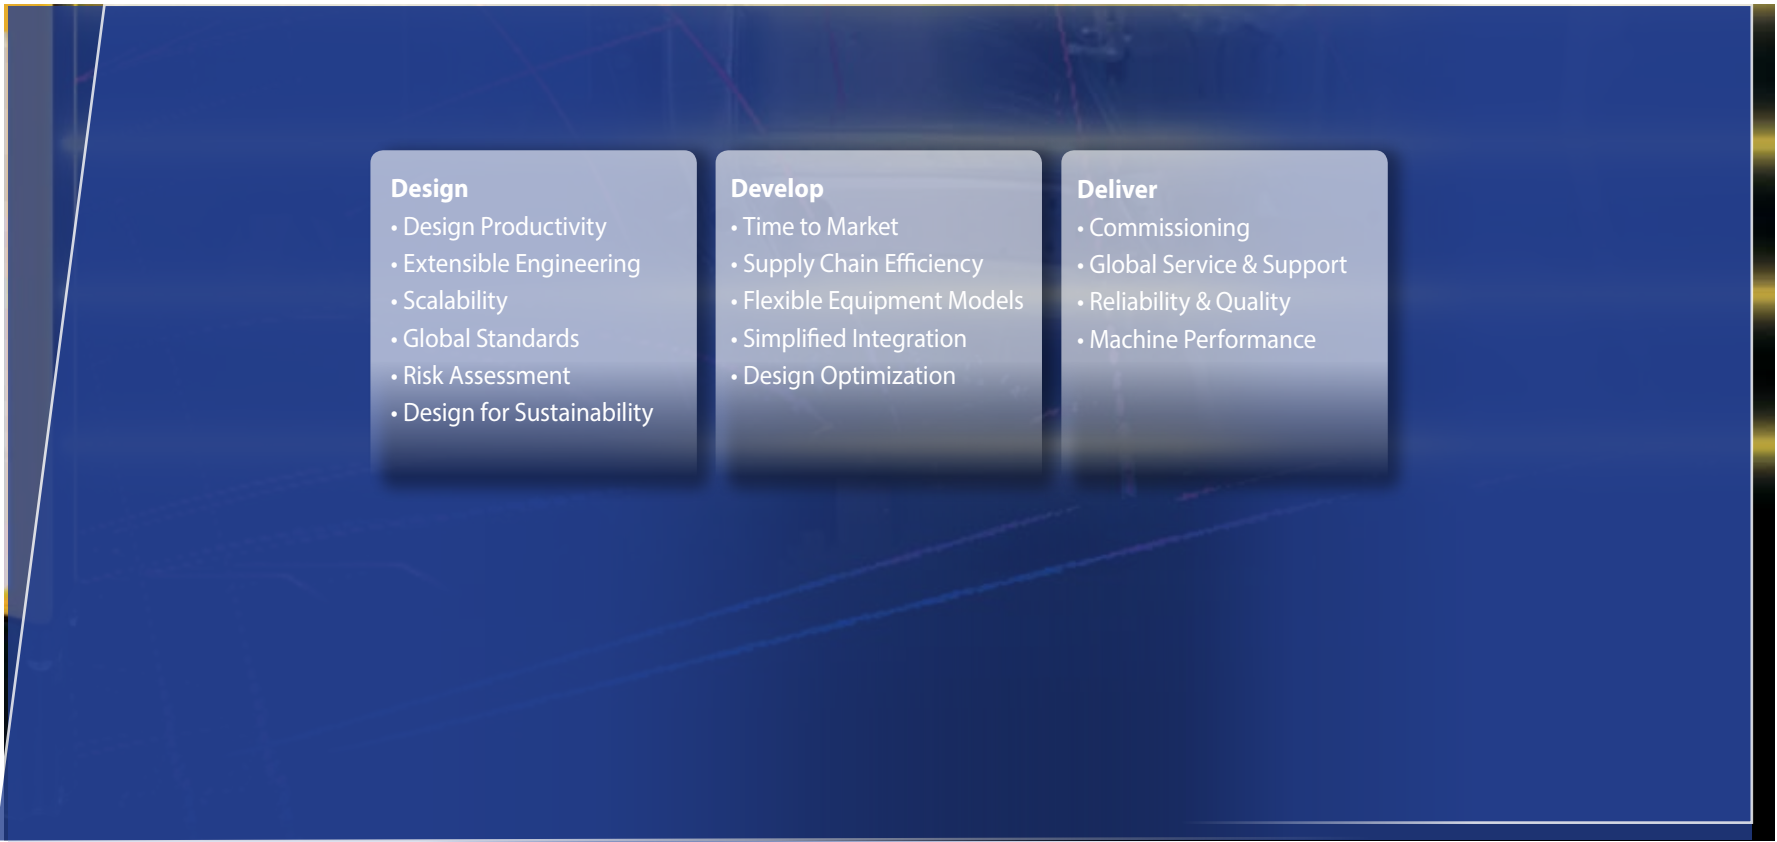 Design
• Design Productivity
• Extensible Engineering
• Scalability
• Global Standards
• Risk Assessment
• Design for Sustainability
Develop
• Time to Market
• Supply Chain Efficiency
• Flexible Equipment Models
• Simplified Integration
• Design Optimization
Deliver
• Commissioning
• Global Service & Support
• Reliability & Quality
• Machine Performance